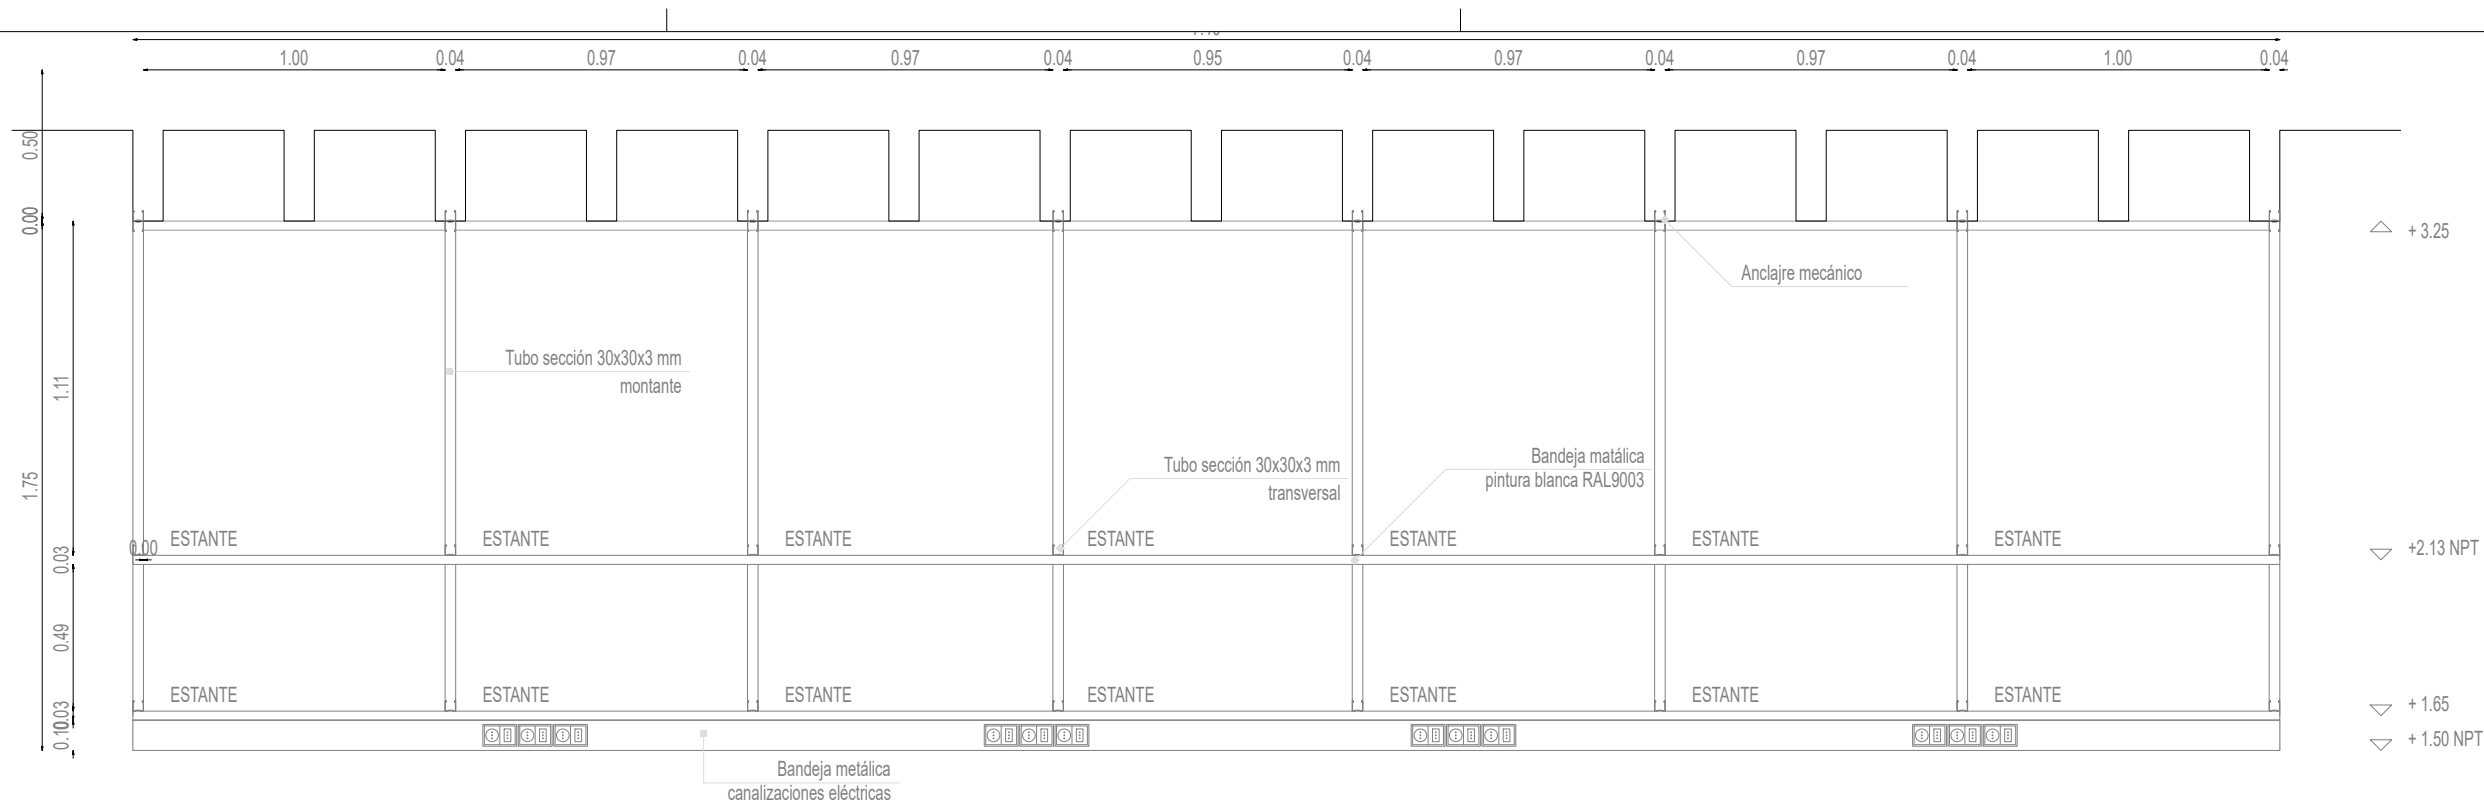 1.00 0.04 0.97 0.04 0.97 0.04 0.95 0.04 0.97 0.04 0.97 0.04 1.00 0.04
0.50
0.00
+ 3.25
Anclajre mecánico
Tubo sección 30x30x3 mm
montante
1.11
Bandeja matálica
pintura blanca RAL9003
Tubo sección 30x30x3 mm
transversal
1.75
ESTANTE ESTANTE ESTANTE ESTANTE ESTANTE ESTANTE ESTANTE
0.00
+2.13 NPT
0.03
0.49
ESTANTE ESTANTE ESTANTE ESTANTE ESTANTE ESTANTE ESTANTE
+ 1.65
0.03
0.10
+ 1.50 NPT
Bandeja metálica
canalizaciones eléctricas